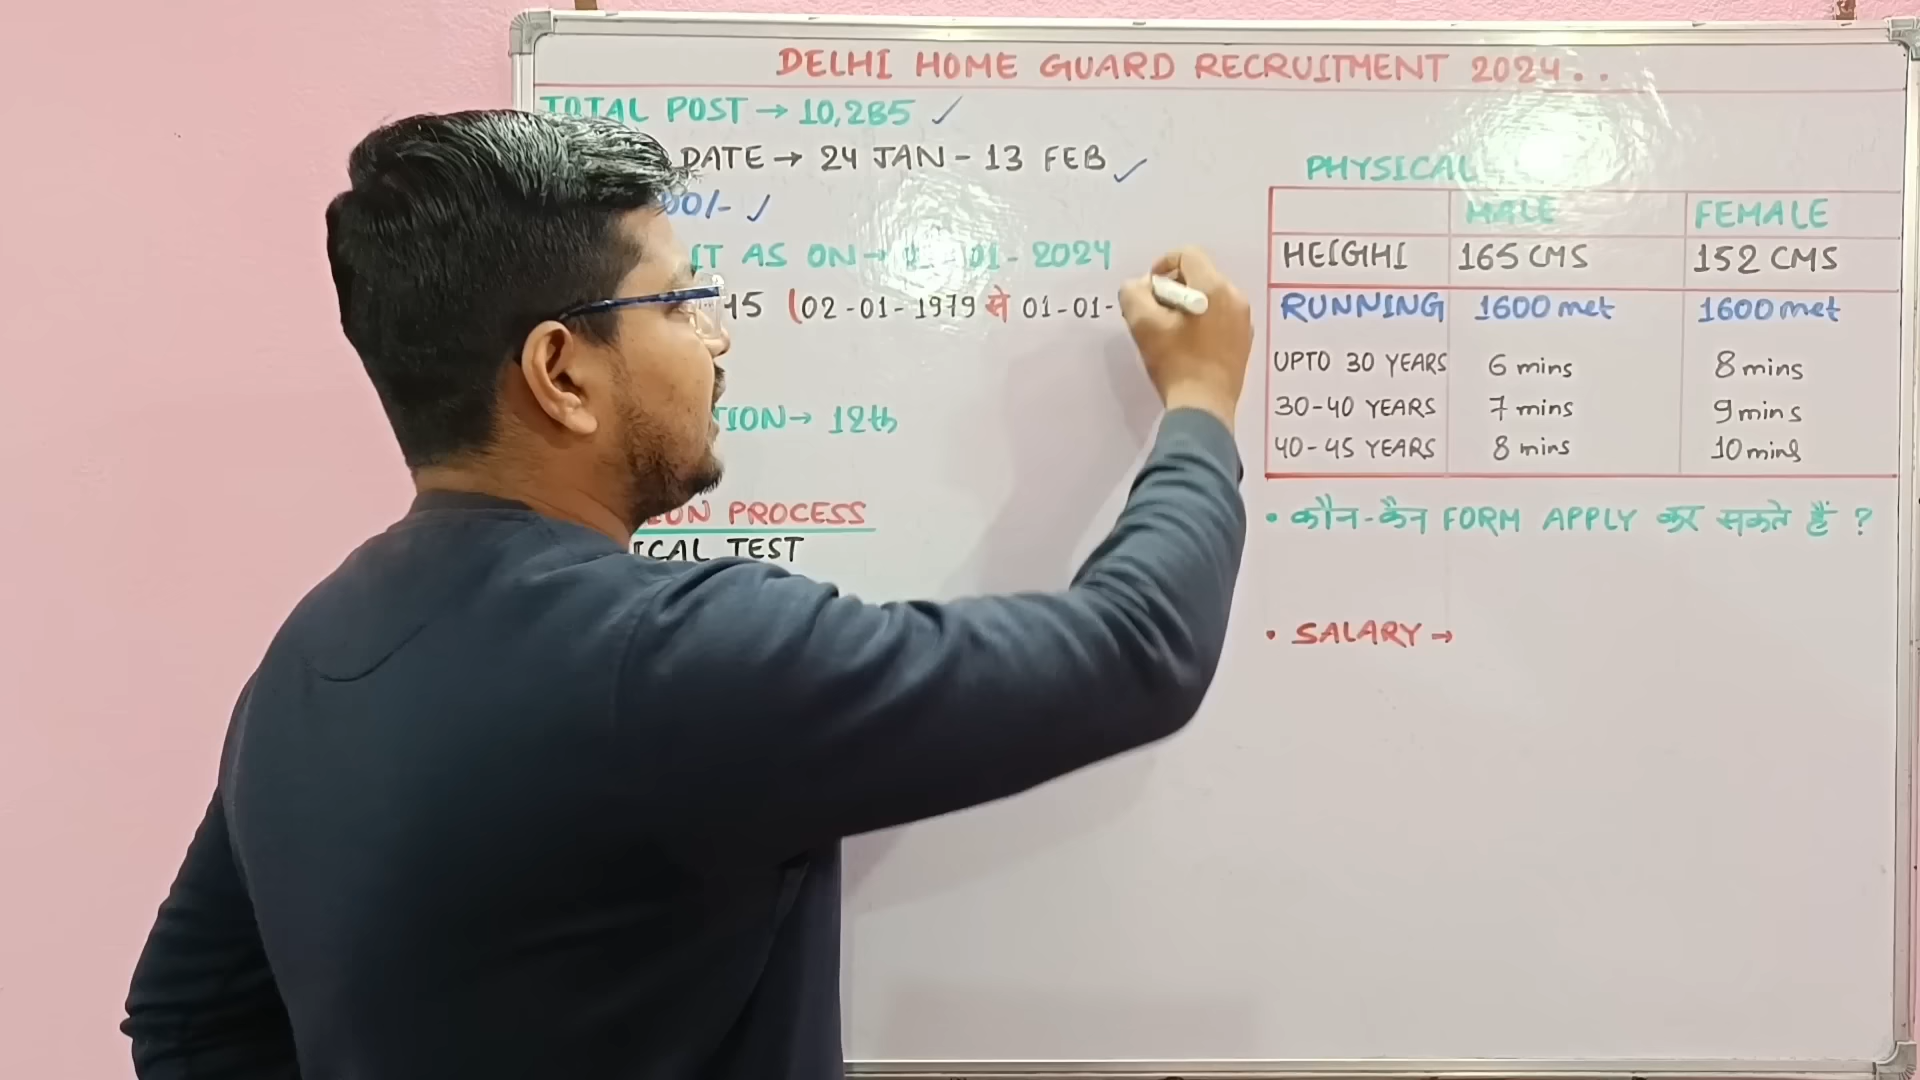 DELHI HOME GUARD RECRUITMENT 2024..
TOTAL POST → 10,285 ✓
DATE → 24 JAN - 13 FEB ✓
00/- ✓
IT AS ON → 01 - 2024
45 (02-01-1979 से 01-01-
TION → 12th
ION PROCESS
ICAL TEST
PHYSICAL
MALE FEMALE
HEIGHT 165 CMS 152 CMS
RUNNING 1600 met 1600 met
UPTO 30 YEARS 6 mins 8 mins
30-40 YEARS 7 mins 9 mins
40-45 YEARS 8 mins 10 mins
• कौन-कैन FORM APPLY कर सकते हैं ?
• SALARY →